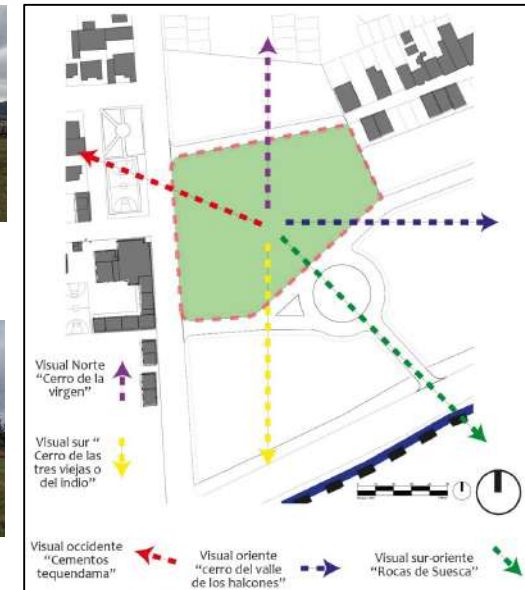 Visual Norte
"Cerro de la
virgen"
Visual sur "
Cerro de las
tres viejas o
del Indio"
Visual occidente
"Cementos
tequendama"
Visual oriente
"cerro del valle
de los halcones"
Visual sur-oriente
"Rocas de Suesca"